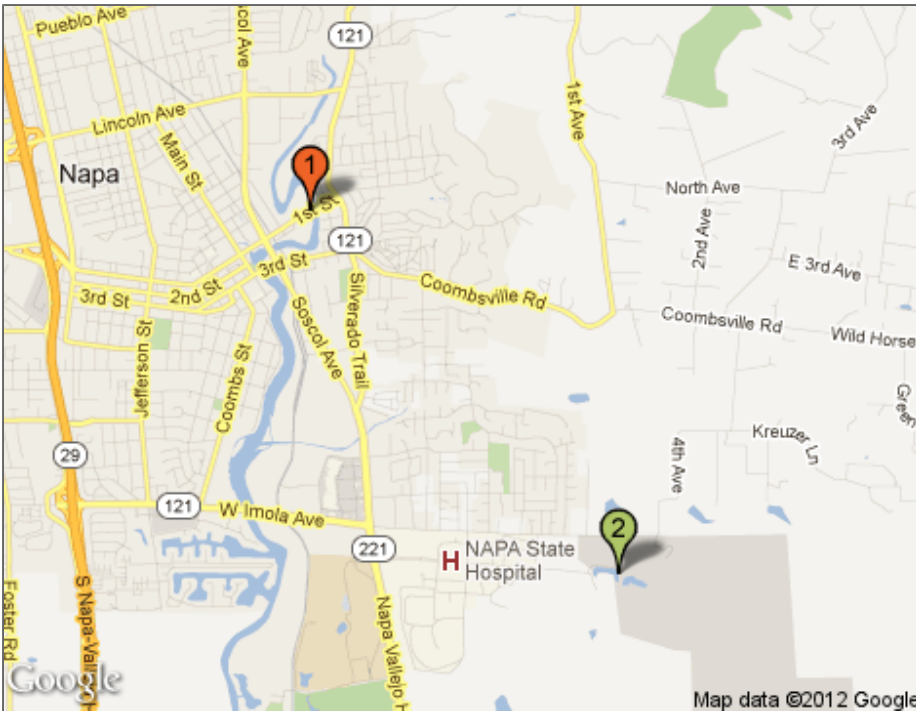 Pueblo Ave
Soscol Ave
121
1st Ave
3rd Ave
Lincoln Ave
Main St
Napa
1
North Ave
2nd Ave
1st St
121
3rd St
E 3rd Ave
2nd St
3rd St
Silverado Trail
Coombsville Rd
Coombsville Rd
Wild Horse
Soscol Ave
Jefferson St
Coombs St
Green
Kreuzer Ln
4th Ave
29
121
W Imola Ave
2
221
H NAPA State
Hospital
Foster Rd
S Napa-Vallejo H
Napa Vallejo H
Google
Map data ©2012 Google